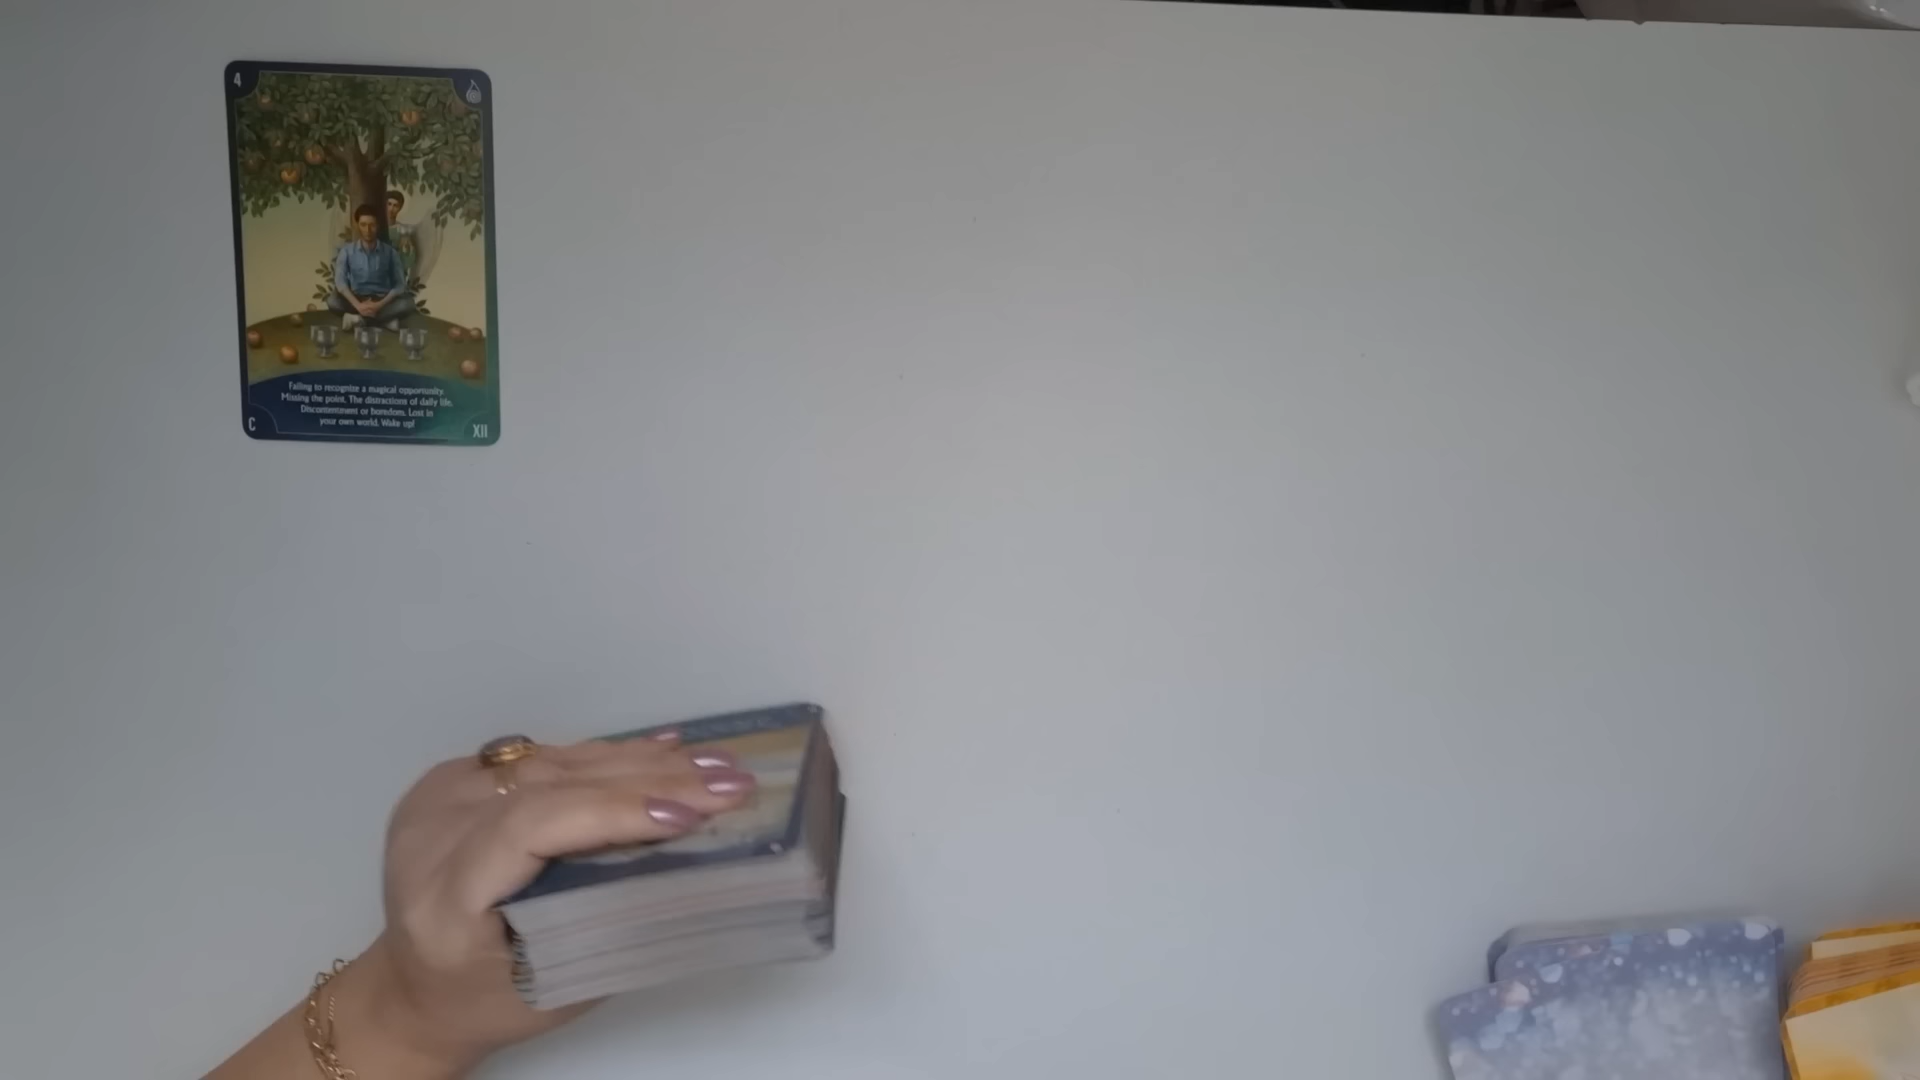 4
Failing to recognize a magical opportunity.
Missing the point. The distractions of daily life.
Discontentment or boredom. Lost in
your own world. Wake up!
C
XII